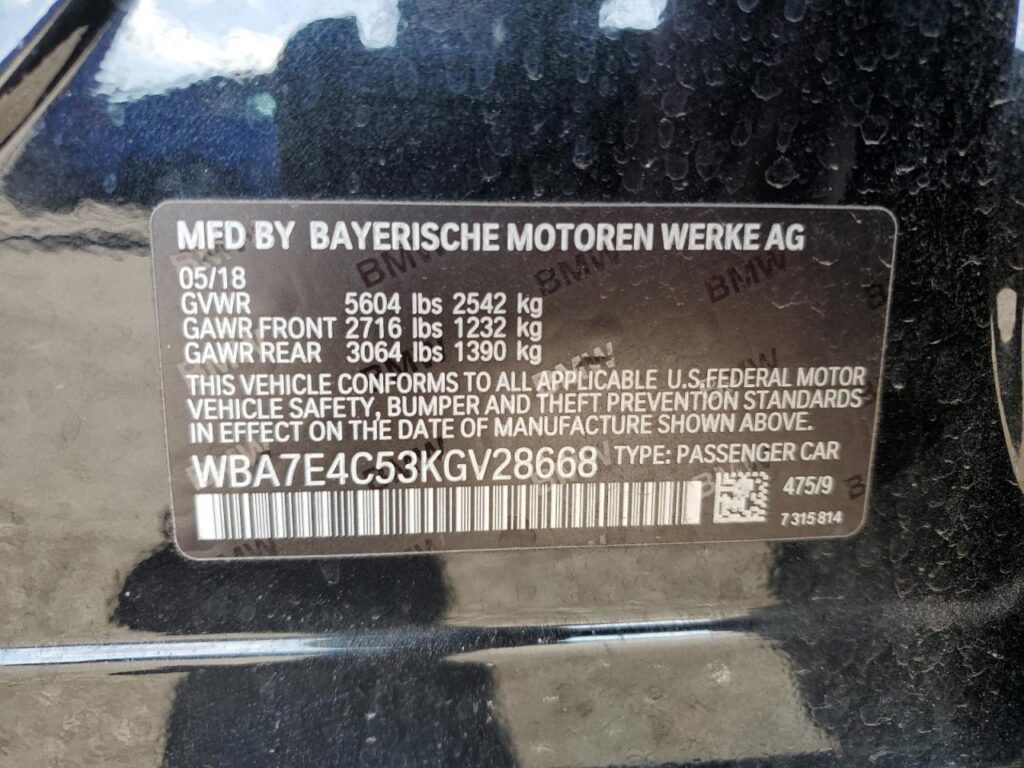 MFD BY BAYERISCHE MOTOREN WERKE AG
05/18
GVWR 5604 lbs 2542 kg
GAWR FRONT 2716 lbs 1232 kg
GAWR REAR 3064 lbs 1390 kg
THIS VEHICLE CONFORMS TO ALL APPLICABLE U.S.FEDERAL MOTOR
VEHICLE SAFETY, BUMPER AND THEFT PREVENTION STANDARDS
IN EFFECT ON THE DATE OF MANUFACTURE SHOWN ABOVE.
WBA7E4C53KGV28668 TYPE: PASSENGER CAR
475/9
7 315 814